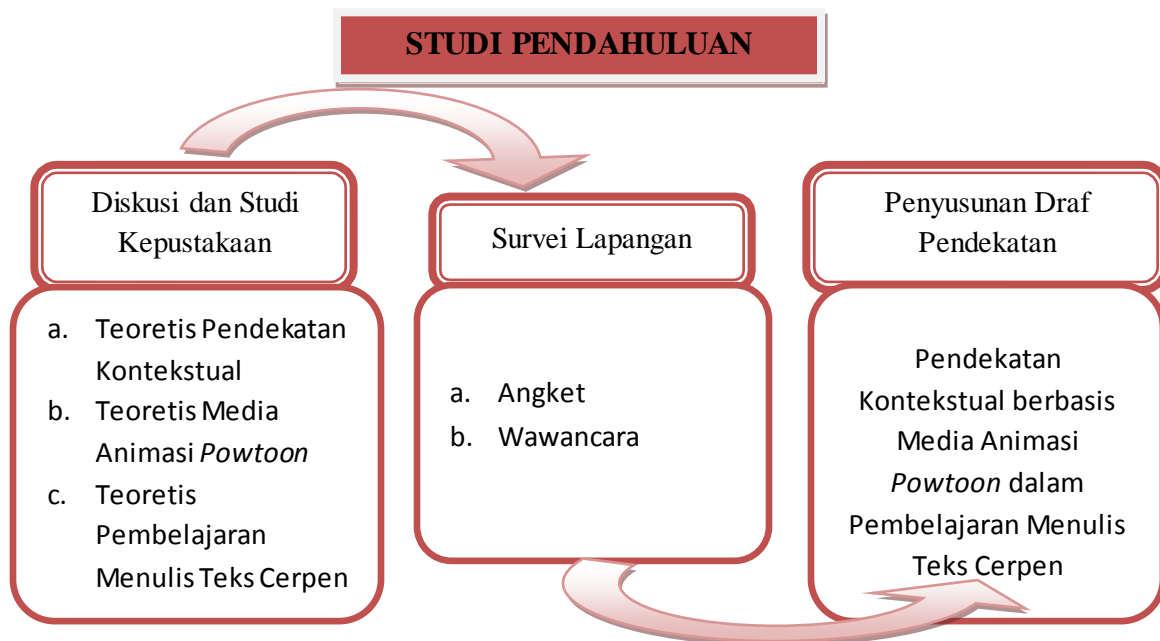 STUDI PENDAHULUAN
Diskusi dan Studi
Kepustakaan
a. Teoretis Pendekatan
Kontekstual
b. Teoretis Media
Animasi Powtoon
c. Teoretis
Pembelajaran
Menulis Teks Cerpen
Survei Lapangan
a. Angket
b. Wawancara
Penyusunan Draf
Pendekatan
Pendekatan
Kontekstual berbasis
Media Animasi
Powtoon dalam
Pembelajaran Menulis
Teks Cerpen